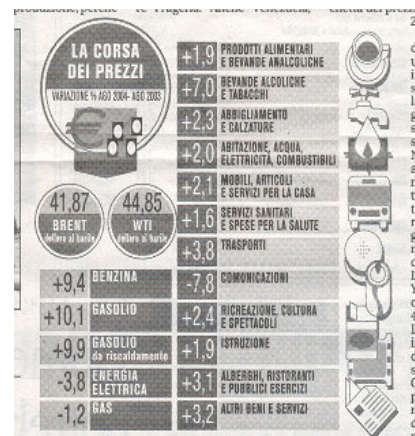 LA CORSA
DEI PREZZI
VARIAZIONE % AGO 2004- AGO 2003
41,87
BRENT
dollaro al barile
44,85
WTI
dollaro al barile
+9,4 BENZINA
+10,1 GASOLIO
+9,9 GASOLIO
da riscaldamento
-3,8 ENERGIA
ELETTRICA
-1,2 GAS
+1,9 PRODOTTI ALIMENTARI
E BEVANDE ANALCOLICHE
+7,0 BEVANDE ALCOLICHE
E TABACCHI
+2,3 ABBIGLIAMENTO
E CALZATURE
+2,0 ABITAZIONE, ACQUA,
ELETTRICITÀ, COMBUSTIBILI
+2,1 MOBILI, ARTICOLI
E SERVIZI PER LA CASA
+1,6 SERVIZI SANITARI
E SPESE PER LA SALUTE
+3,8 TRASPORTI
-7,8 COMUNICAZIONI
+2,4 RICREAZIONE, CULTURA
E SPETTACOLI
+1,9 ISTRUZIONE
+3,1 ALBERGHI, RISTORANTI
E PUBBLICI ESERCIZI
+3,2 ALTRI BENI E SERVIZI